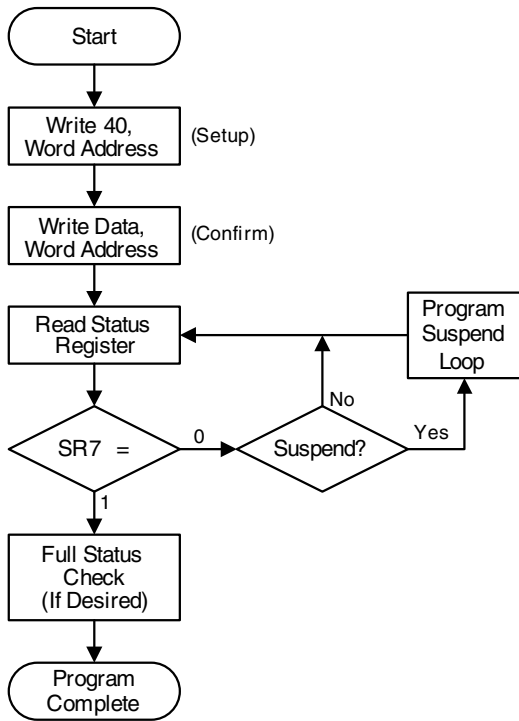 Start
Write 40,
Word Address
(Setup)
Write Data,
Word Address
(Confirm)
Read Status
Register
Program
Suspend
Loop
No
SR7 =
0
Suspend?
Yes
1
Full Status
Check
(If Desired)
Program
Complete